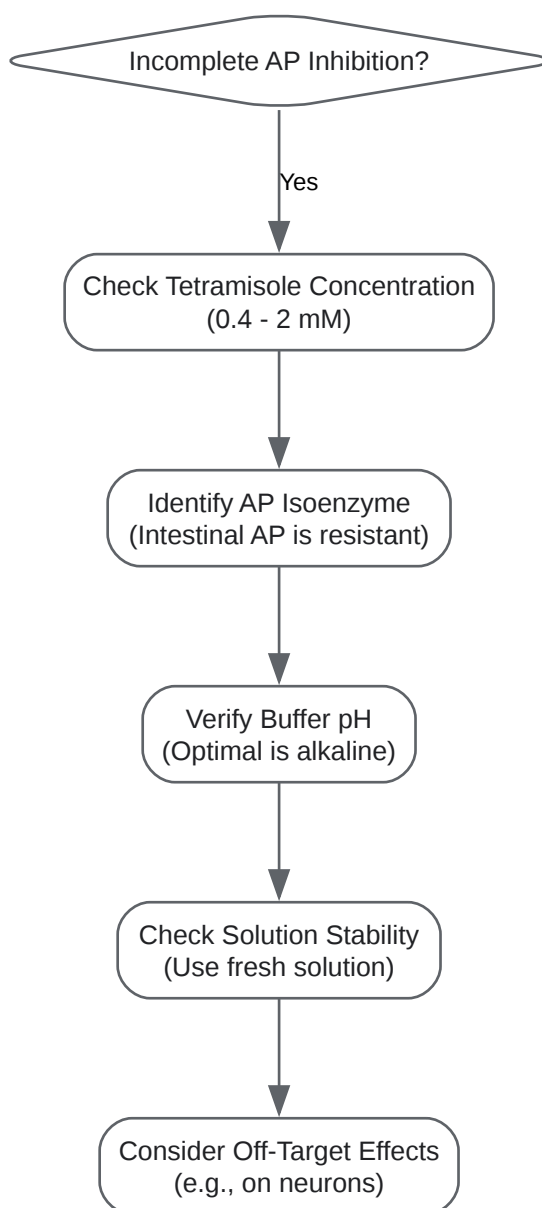 Incomplete AP Inhibition?
Yes
Check Tetramisole Concentration
(0.4 - 2 mM)
Identify AP Isoenzyme
(Intestinal AP is resistant)
Verify Buffer pH
(Optimal is alkaline)
Check Solution Stability
(Use fresh solution)
Consider Off-Target Effects
(e.g., on neurons)